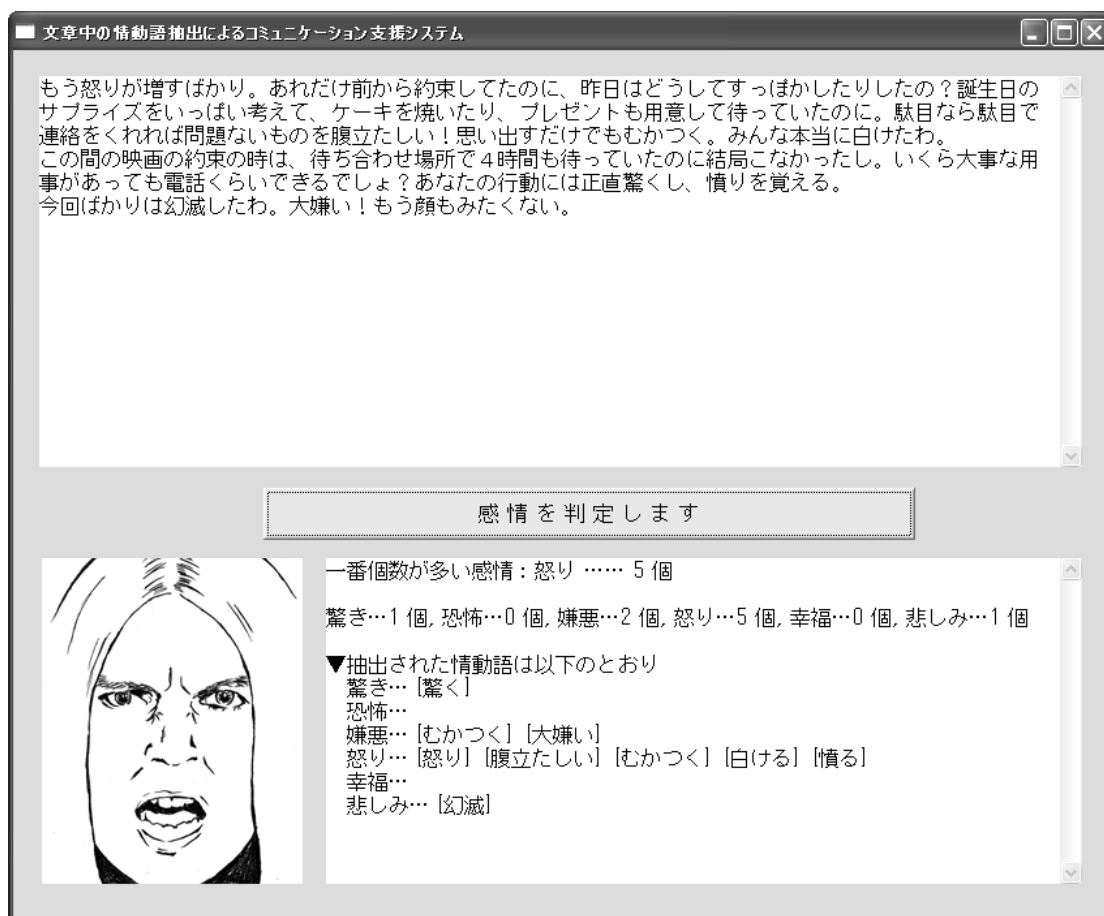 文章中の情動語抽出によるコミュニケーション支援システム
もう怒りが増すばかり。あれだけ前から約束してたのに、昨日はどうしてすっぽかしたりしたの？誕生日の
サプライズをいっぱい考えて、ケーキを焼いたり、プレゼントも用意して待っていたのに。駄目なら駄目で
連絡をくれれば問題ないものを腹立たしい！思い出すだけでもむかつく。みんな本当に白けたわ。
この間の映画の約束の時は、待ち合わせ場所で４時間も待っていたのに結局こなかったし。いくら大事な用
事があっても電話くらいできるでしょ？あなたの行動には正直驚くし、憤りを覚える。
今回ばかりは幻滅したわ。大嫌い！もう顔もみたくない。
感情を判定します
一番個数が多い感情：怒り …… 5 個
驚き…1 個, 恐怖…0 個, 嫌悪…2 個, 怒り…5 個, 幸福…0 個, 悲しみ…1 個
▼抽出された情動語は以下のとおり
驚き… [驚く]
恐怖…
嫌悪… [むかつく] [大嫌い]
怒り… [怒り] [腹立たしい] [むかつく] [白ける] [憤る]
幸福…
悲しみ… [幻滅]